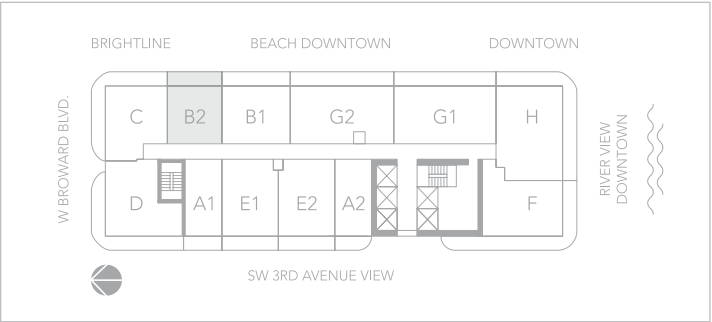 BRIGHTLINE
BEACH DOWNTOWN
DOWNTOWN
W BROWARD BLVD.
C
B2
B1
G2
G1
H
D
A1
E1
E2
A2
F
RIVER VIEW
DOWNTOWN
SW 3RD AVENUE VIEW